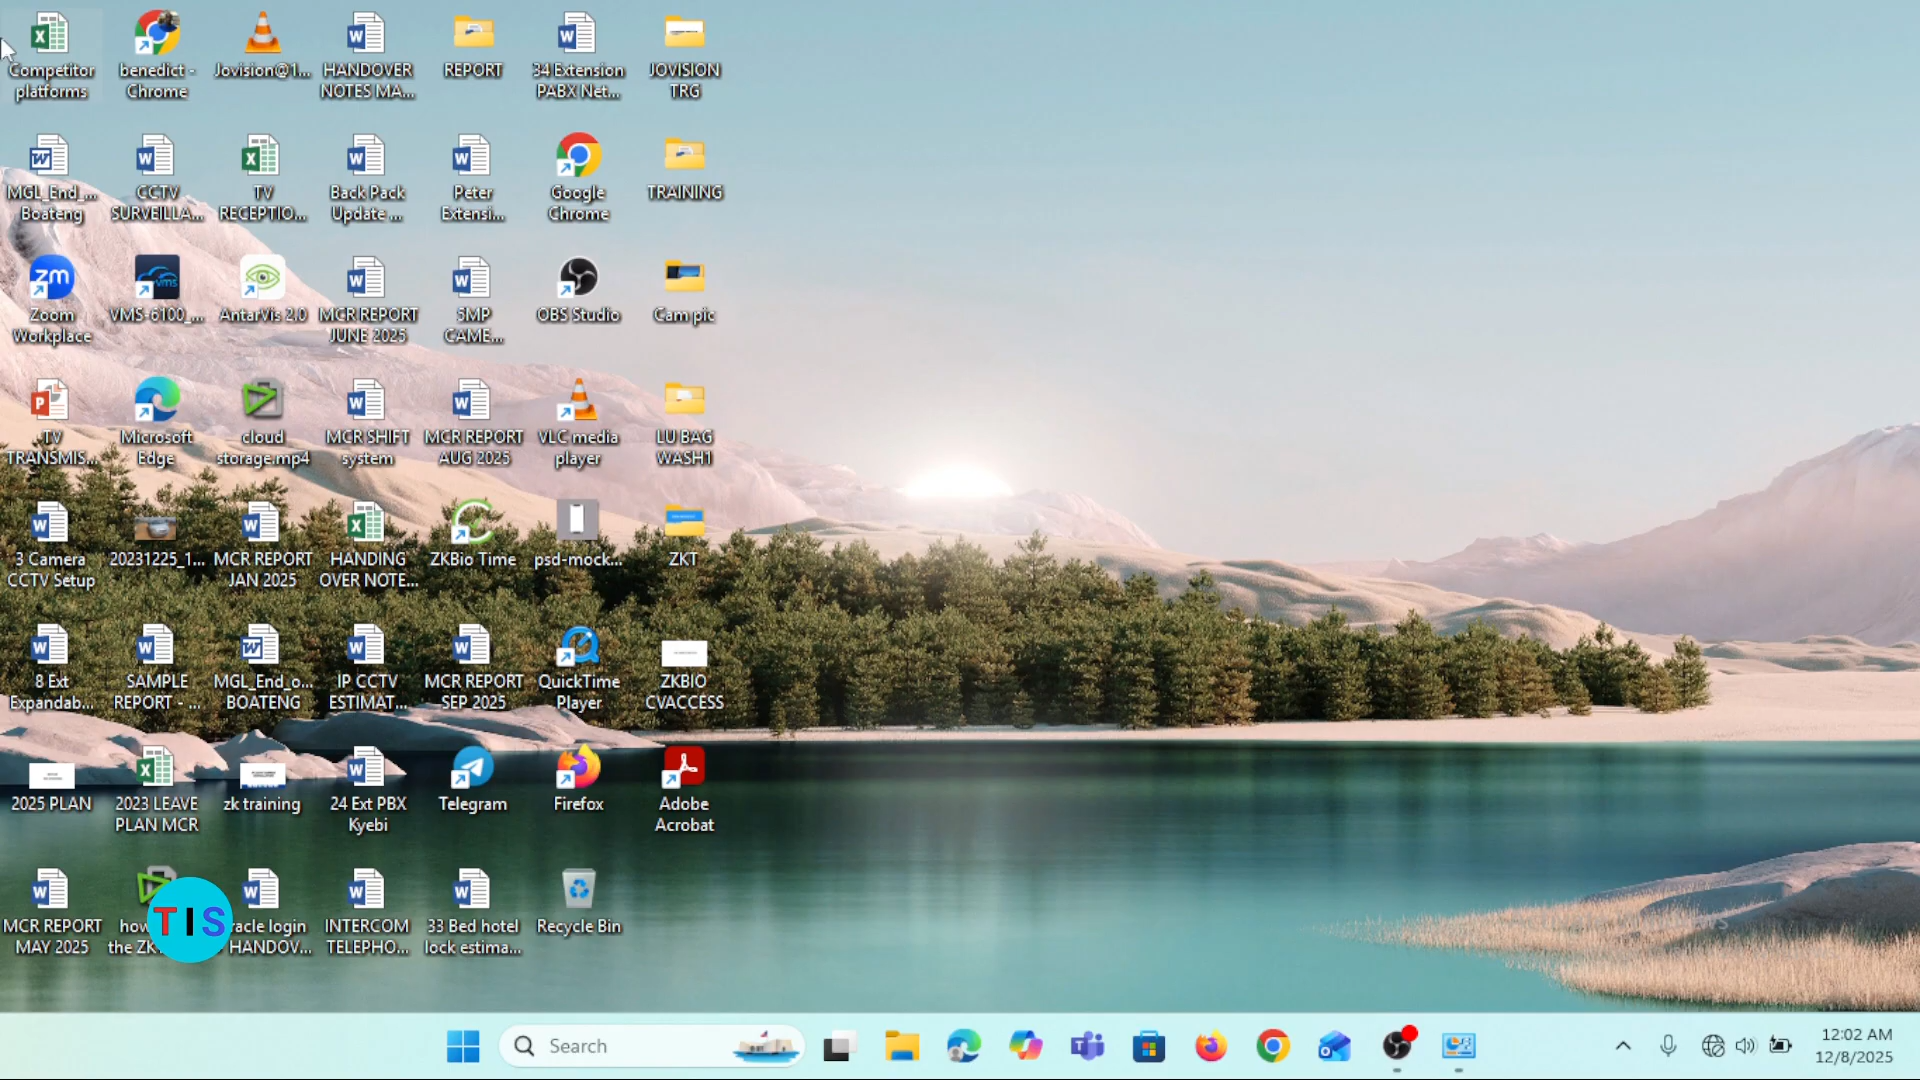 Competitor
platforms
benedict -
Chrome
Jovision@1...
HANDOVER
NOTES MA...
REPORT
34 Extension
PABX Net...
JOVISION
TRG
MGL_End_...
Boateng
CCTV
SURVEILLA...
TV
RECEPTIO...
Back Pack
Update ...
Peter
Extensi...
Google
Chrome
TRAINING
zm
Zoom
Workplace
vms
VMS-6100_...
AntarVis 2.0
MCR REPORT
JUNE 2025
5MP
CAME...
OBS Studio
Cam pic
TV
TRANSMIS...
Microsoft
Edge
cloud
storage.mp4
MCR SHIFT
system
MCR REPORT
AUG 2025
VLC media
player
LU BAG
WASH1
3 Camera
CCTV Setup
20231225_1...
MCR REPORT
JAN 2025
HANDING
OVER NOTE...
ZKBio Time
psd-mock...
ZKT
8 Ext
Expandab...
SAMPLE
REPORT - ...
MGL_End_o...
BOATENG
IP CCTV
ESTIMAT...
MCR REPORT
SEP 2025
QuickTime
Player
ZKBIO
CVACCESS
2025 PLAN
2023 LEAVE
PLAN MCR
zk training
24 Ext PBX
Kyebi
Telegram
Firefox
Adobe
Acrobat
MCR REPORT
MAY 2025
the ZK
TIS
login
HANDOV...
INTERCOM
TELEPHO...
33 Bed hotel
lock estima...
Recycle Bin
Search
12:02 AM
12/8/2025